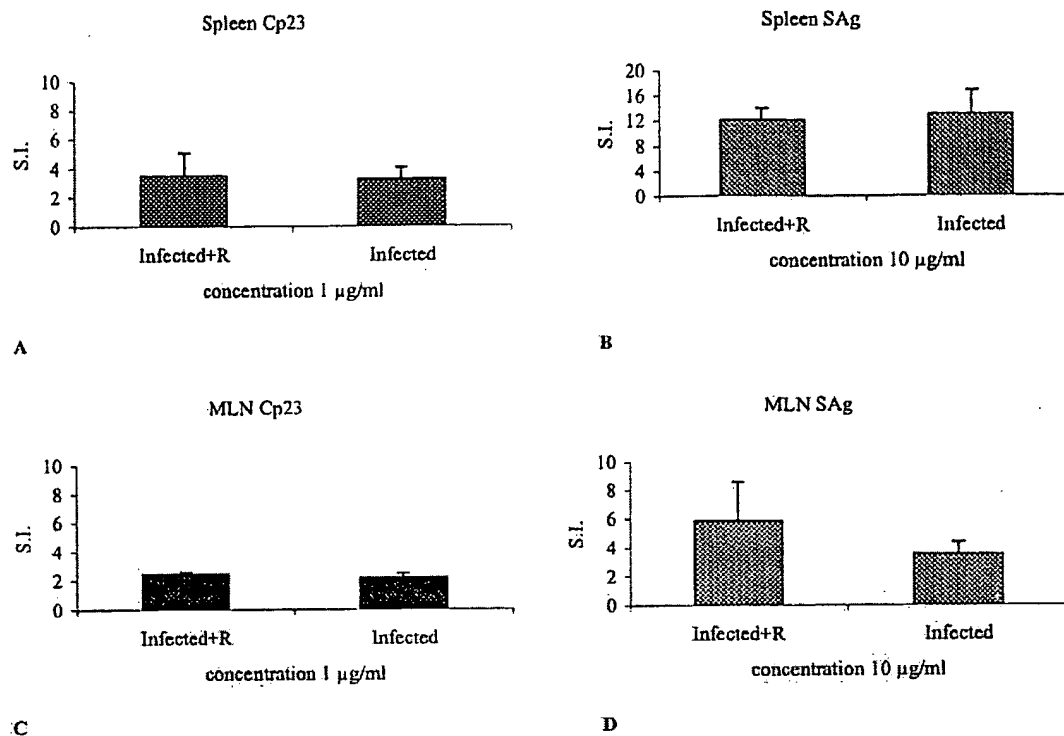 Spleen Cp23
S.I.
10
8
6
4
2
0
Infected+R Infected
concentration 1 µg/ml
A
Spleen SAg
S.I.
20
16
12
8
4
0
Infected+R Infected
concentration 10 µg/ml
B
MLN Cp23
S.I.
10
8
6
4
2
0
Infected+R Infected
concentration 1 µg/ml
C
MLN SAg
S.I.
10
8
6
4
2
0
Infected+R Infected
concentration 10 µg/ml
D